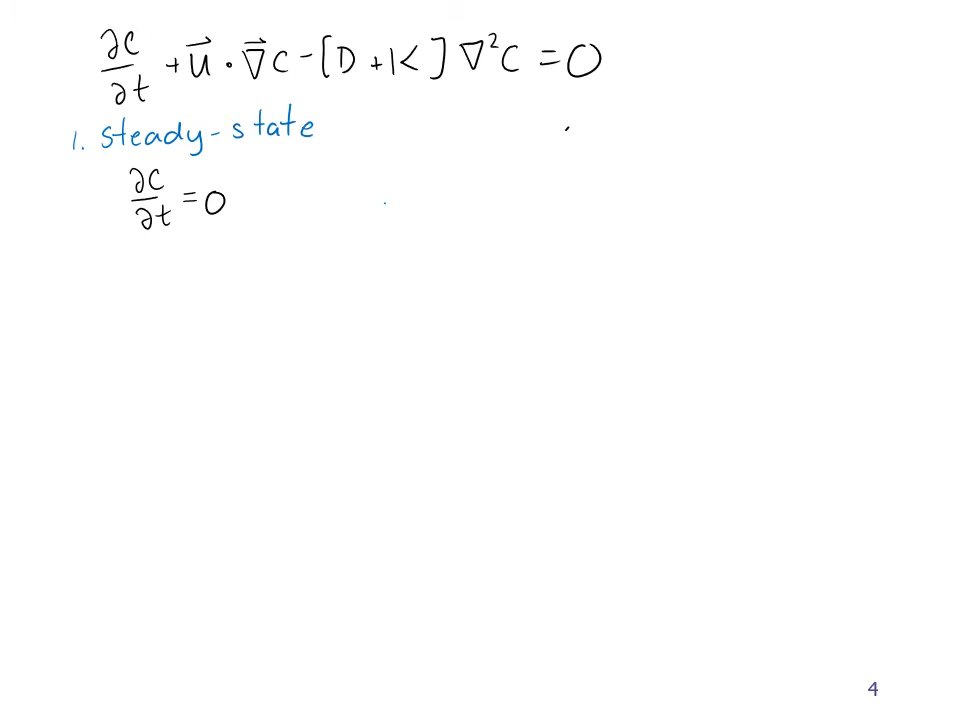 ∂C/∂t + u⃗ · ∇⃗C - [D + K] ∇²C = 0
1. steady-state
∂C/∂t = 0
4